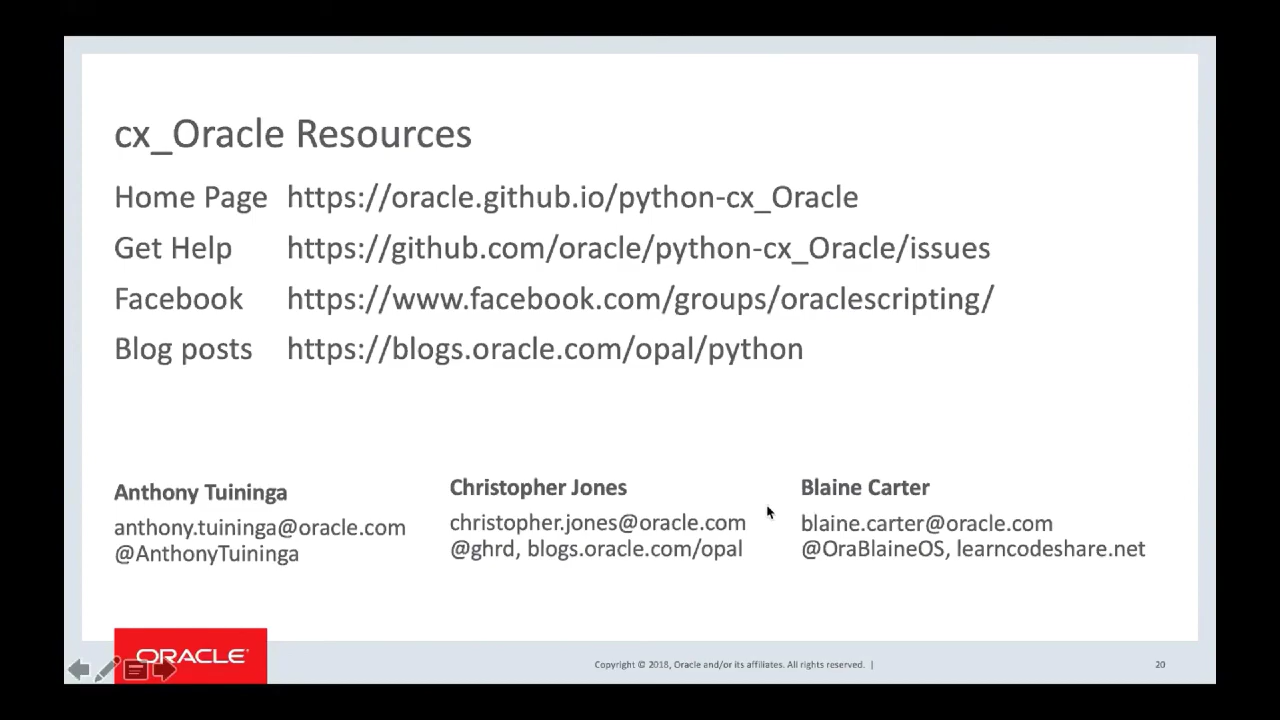 cx_Oracle Resources
Home Page https://oracle.github.io/python-cx_Oracle
Get Help https://github.com/oracle/python-cx_Oracle/issues
Facebook https://www.facebook.com/groups/oraclescripting/
Blog posts https://blogs.oracle.com/opal/python
Anthony Tuininga
anthony.tuininga@oracle.com
@AnthonyTuininga
Christopher Jones
christopher.jones@oracle.com
@ghrd, blogs.oracle.com/opal
Blaine Carter
blaine.carter@oracle.com
@OraBlaineOS, learncodeshare.net
ORACLE
Copyright © 2018, Oracle and/or its affiliates. All rights reserved. |
20